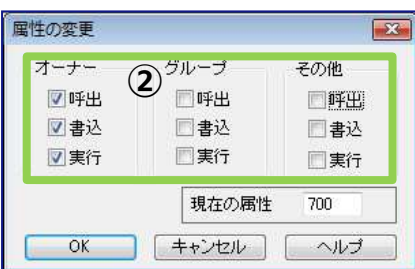 属性の変更
オーナー ② グループ その他
呼出 呼出 呼出
書込 書込 書込
実行 実行 実行
現在の属性 700
OK キャンセル ヘルプ